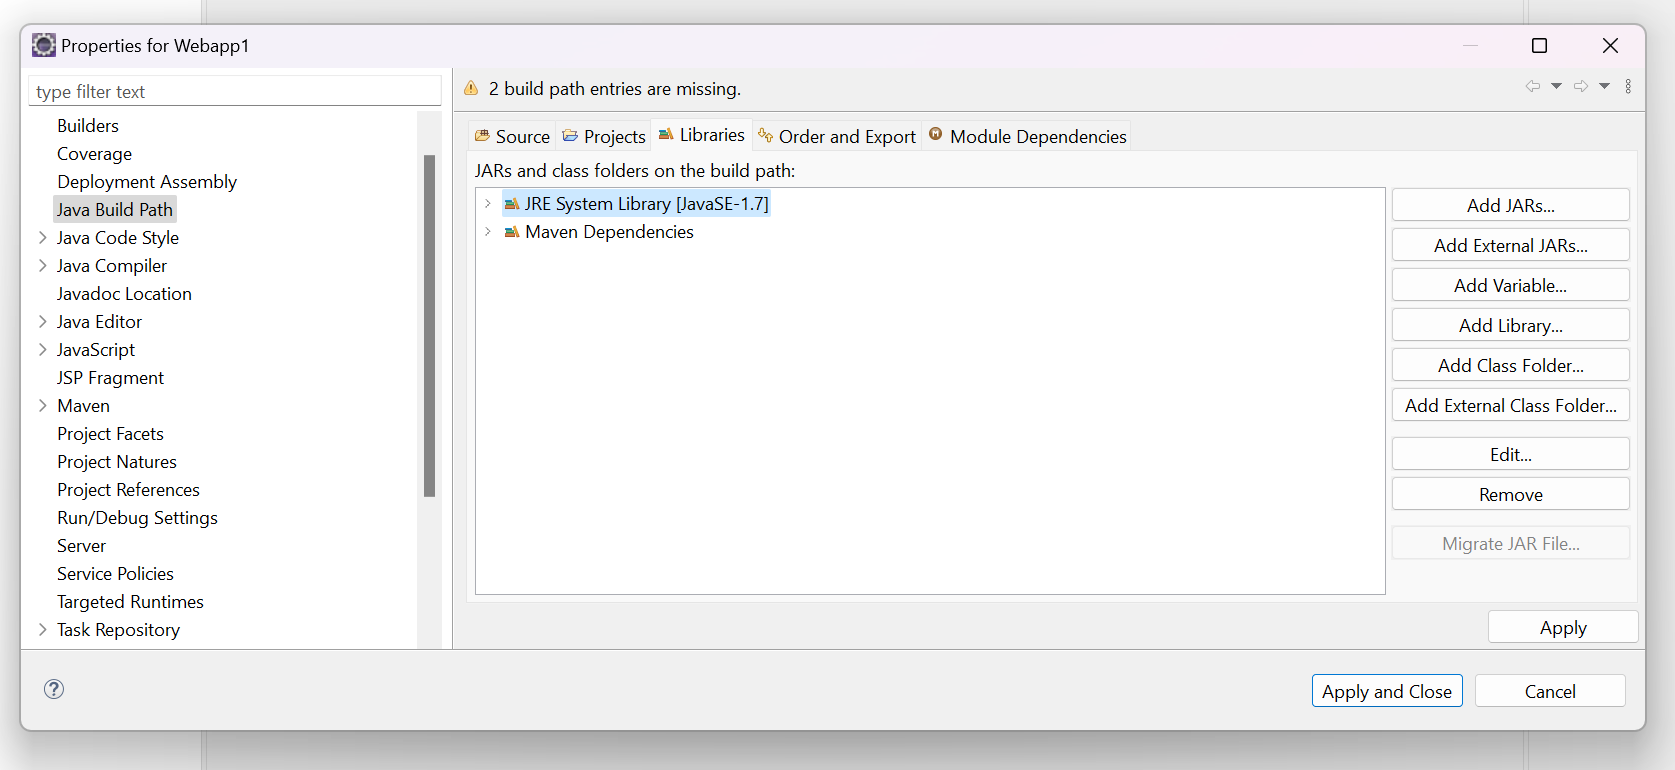 Properties for Webapp1
type filter text
Builders
Coverage
Deployment Assembly
Java Build Path
Java Code Style
Java Compiler
Javadoc Location
Java Editor
JavaScript
JSP Fragment
Maven
Project Facets
Project Natures
Project References
Run/Debug Settings
Server
Service Policies
Targeted Runtimes
Task Repository
2 build path entries are missing.
Source Projects Libraries Order and Export Module Dependencies
JARs and class folders on the build path:
JRE System Library [JavaSE-1.7]
Maven Dependencies
Add JARs...
Add External JARs...
Add Variable...
Add Library...
Add Class Folder...
Add External Class Folder...
Edit...
Remove
Migrate JAR File...
Apply
Apply and Close Cancel